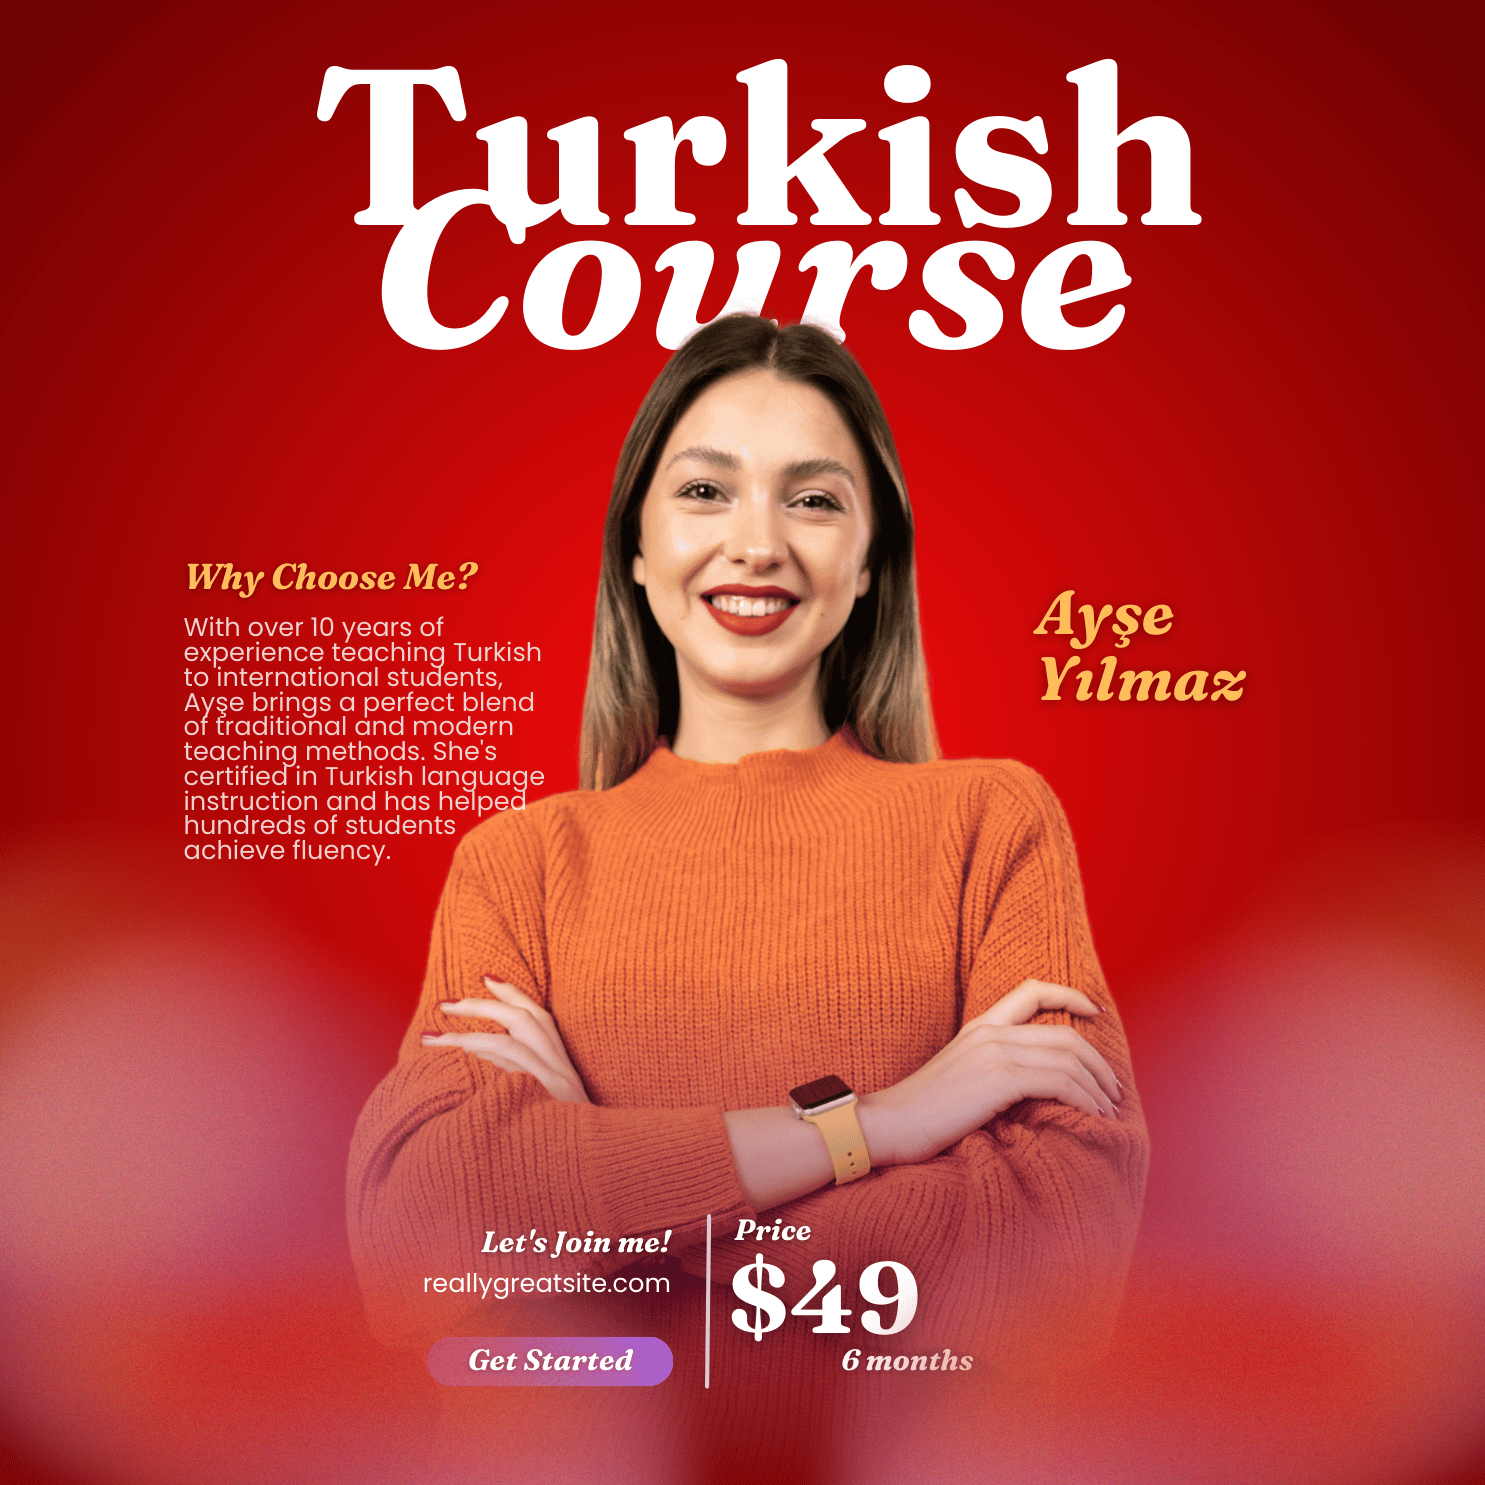 Turkish
Course
Why Choose Me?
With over 10 years of
experience teaching Turkish
to international students,
Ayşe brings a perfect blend
of traditional and modern
teaching methods. She's
certified in Turkish language
instruction and has helped
hundreds of students
achieve fluency.
Ayşe
Yılmaz
Let's Join me!
reallygreatsite.com
Get Started
Price
$49
6 months